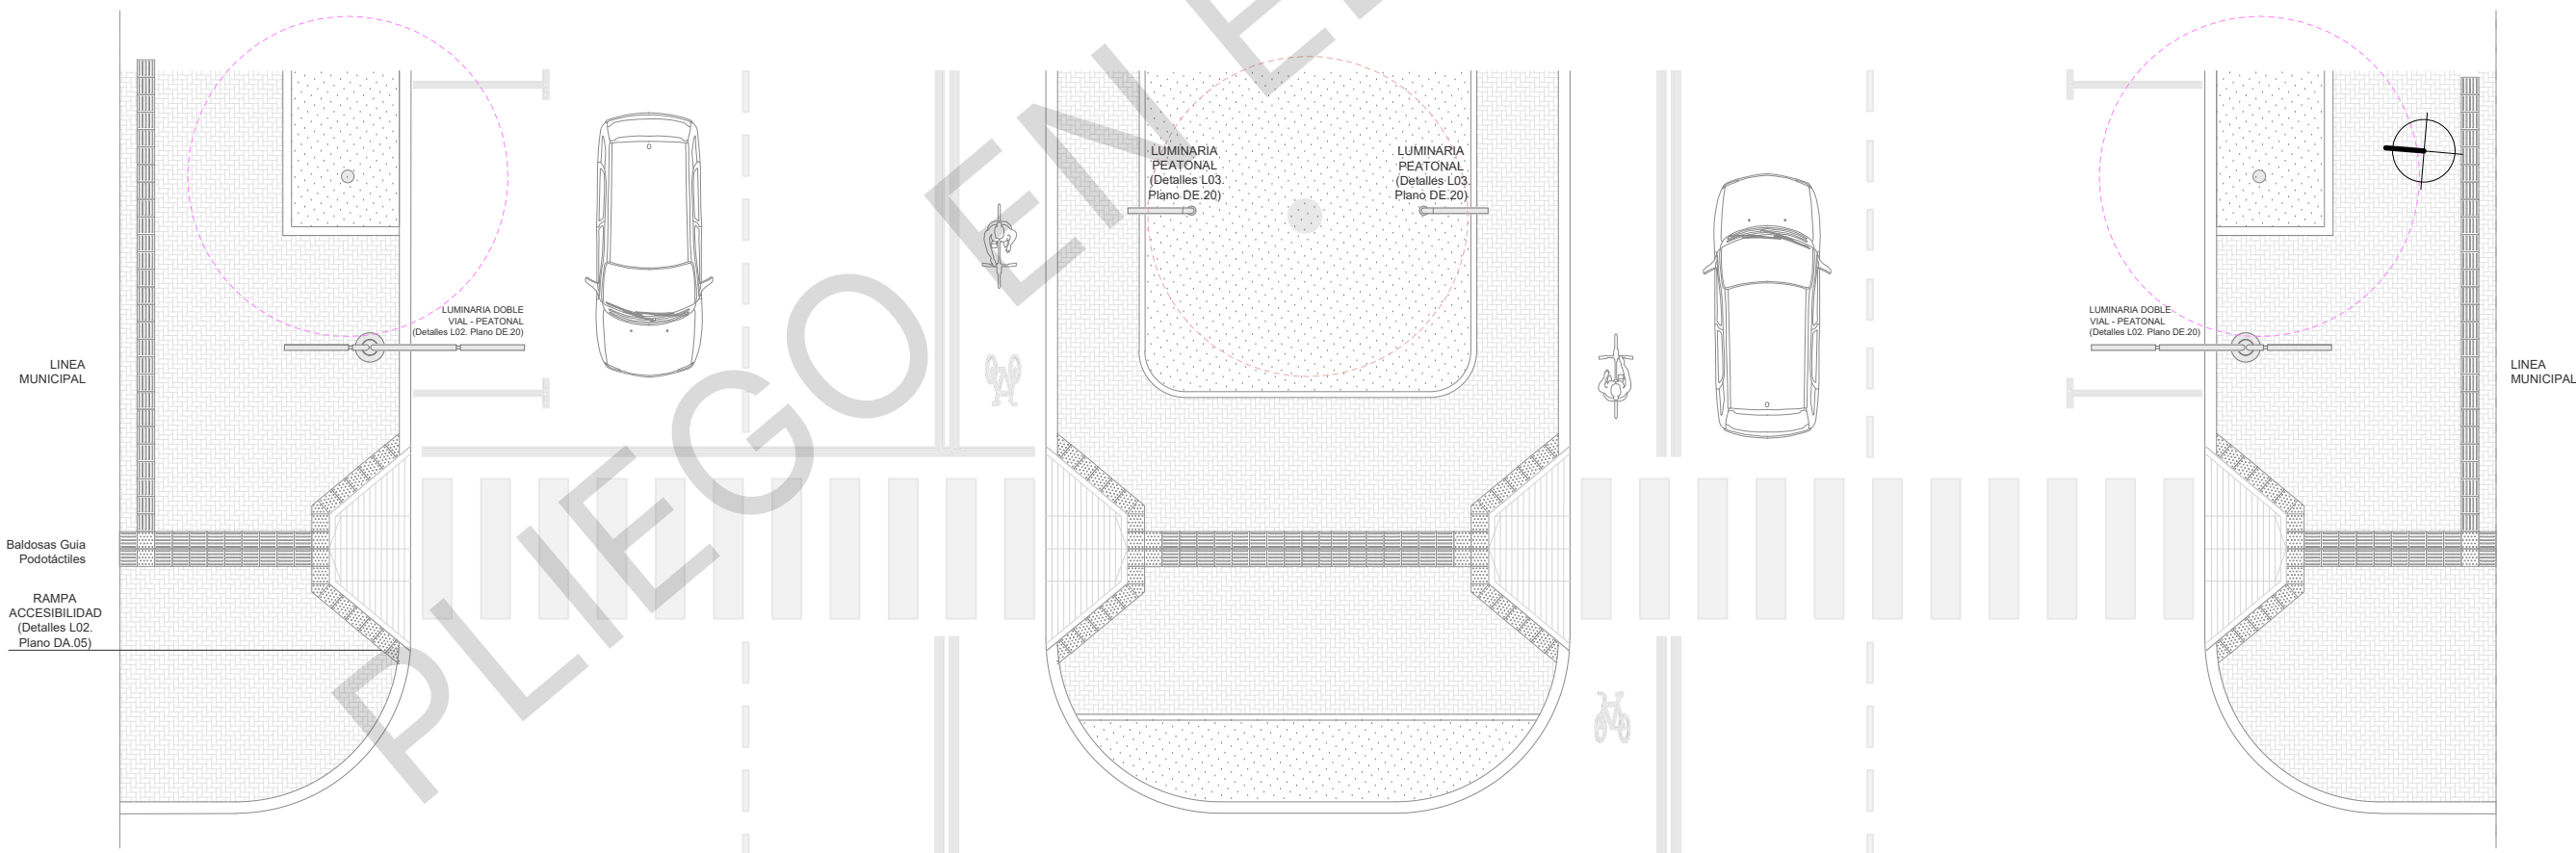 PLIEGO EN
LUMINARIA
PEATONAL
(Detalles L03.
Plano DE.20)
LUMINARIA
PEATONAL
(Detalles L03.
Plano DE.20)
LUMINARIA DOBLE
VIAL - PEATONAL
(Detalles L02. Plano DE.20)
LUMINARIA DOBLE
VIAL - PEATONAL
(Detalles L02. Plano DE.20)
LINEA
MUNICIPAL
LINEA
MUNICIPAL
Baldosas Guia
Podotáctiles
RAMPA
ACCESIBILIDAD
(Detalles L02.
Plano DA.05)